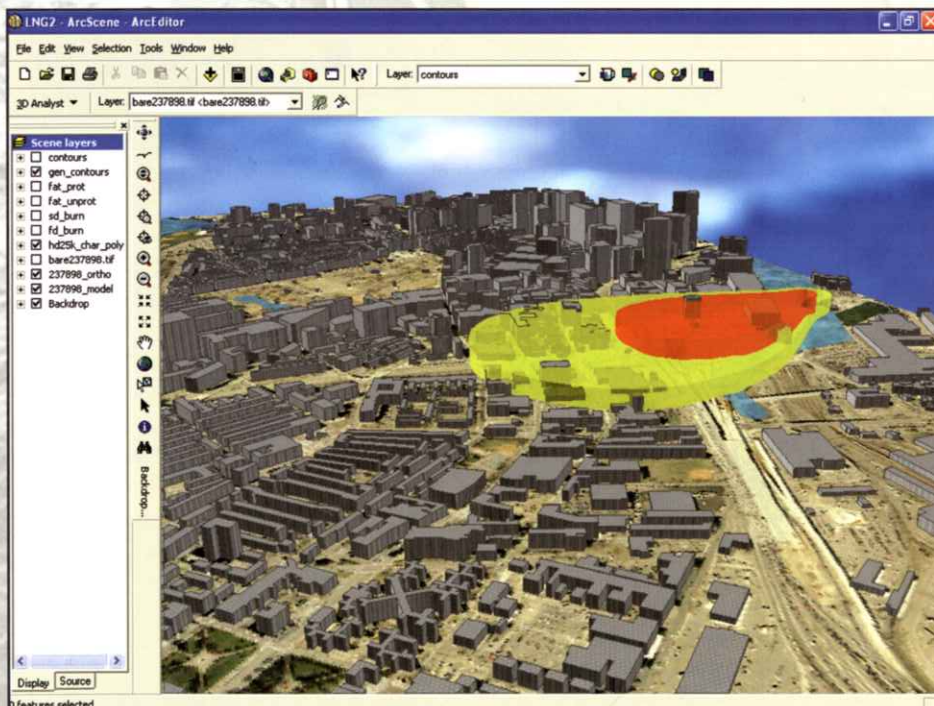 LNG2 - ArcScene - ArcEditor
File Edit View Selection Tools Window Help
Layer: contours
3D Analyst Layer: bare237898.tif <bare237898.tif>
Scene layers
contours
gen_contours
fat_prot
fat_unprot
sd_burn
fd_burn
hd25k_char_poly
bare237898.tif
237898_ortho
237898_model
Backdrop
Backdrop...
Display Source
0 features selected